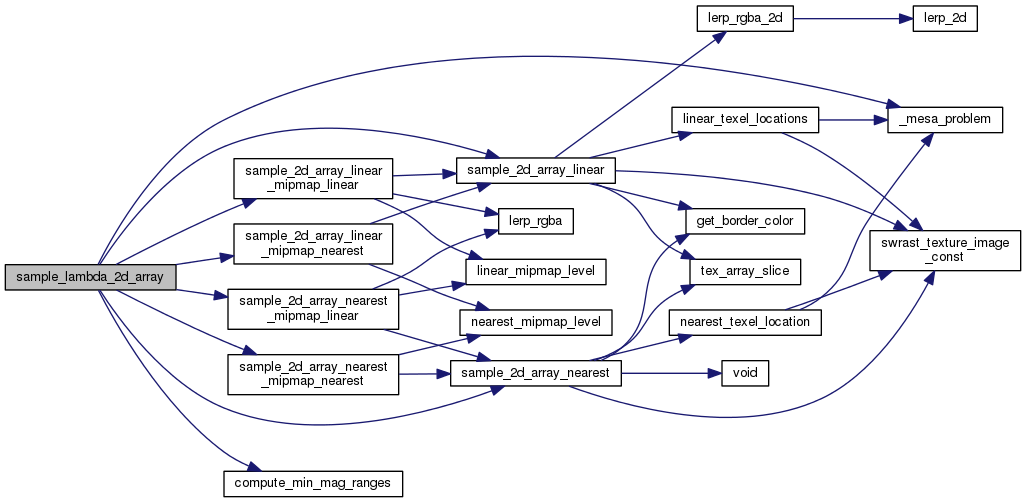 lerp_rgba_2d
lerp_2d
linear_texel_locations
_mesa_problem
sample_2d_array_linear
_mipmap_linear
sample_2d_array_linear
lerp_rgba
get_border_color
sample_2d_array_linear
_mipmap_nearest
swrast_texture_image
_const
sample_lambda_2d_array
linear_mipmap_level
tex_array_slice
sample_2d_array_nearest
_mipmap_linear
nearest_mipmap_level
nearest_texel_location
sample_2d_array_nearest
_mipmap_nearest
sample_2d_array_nearest
void
compute_min_mag_ranges